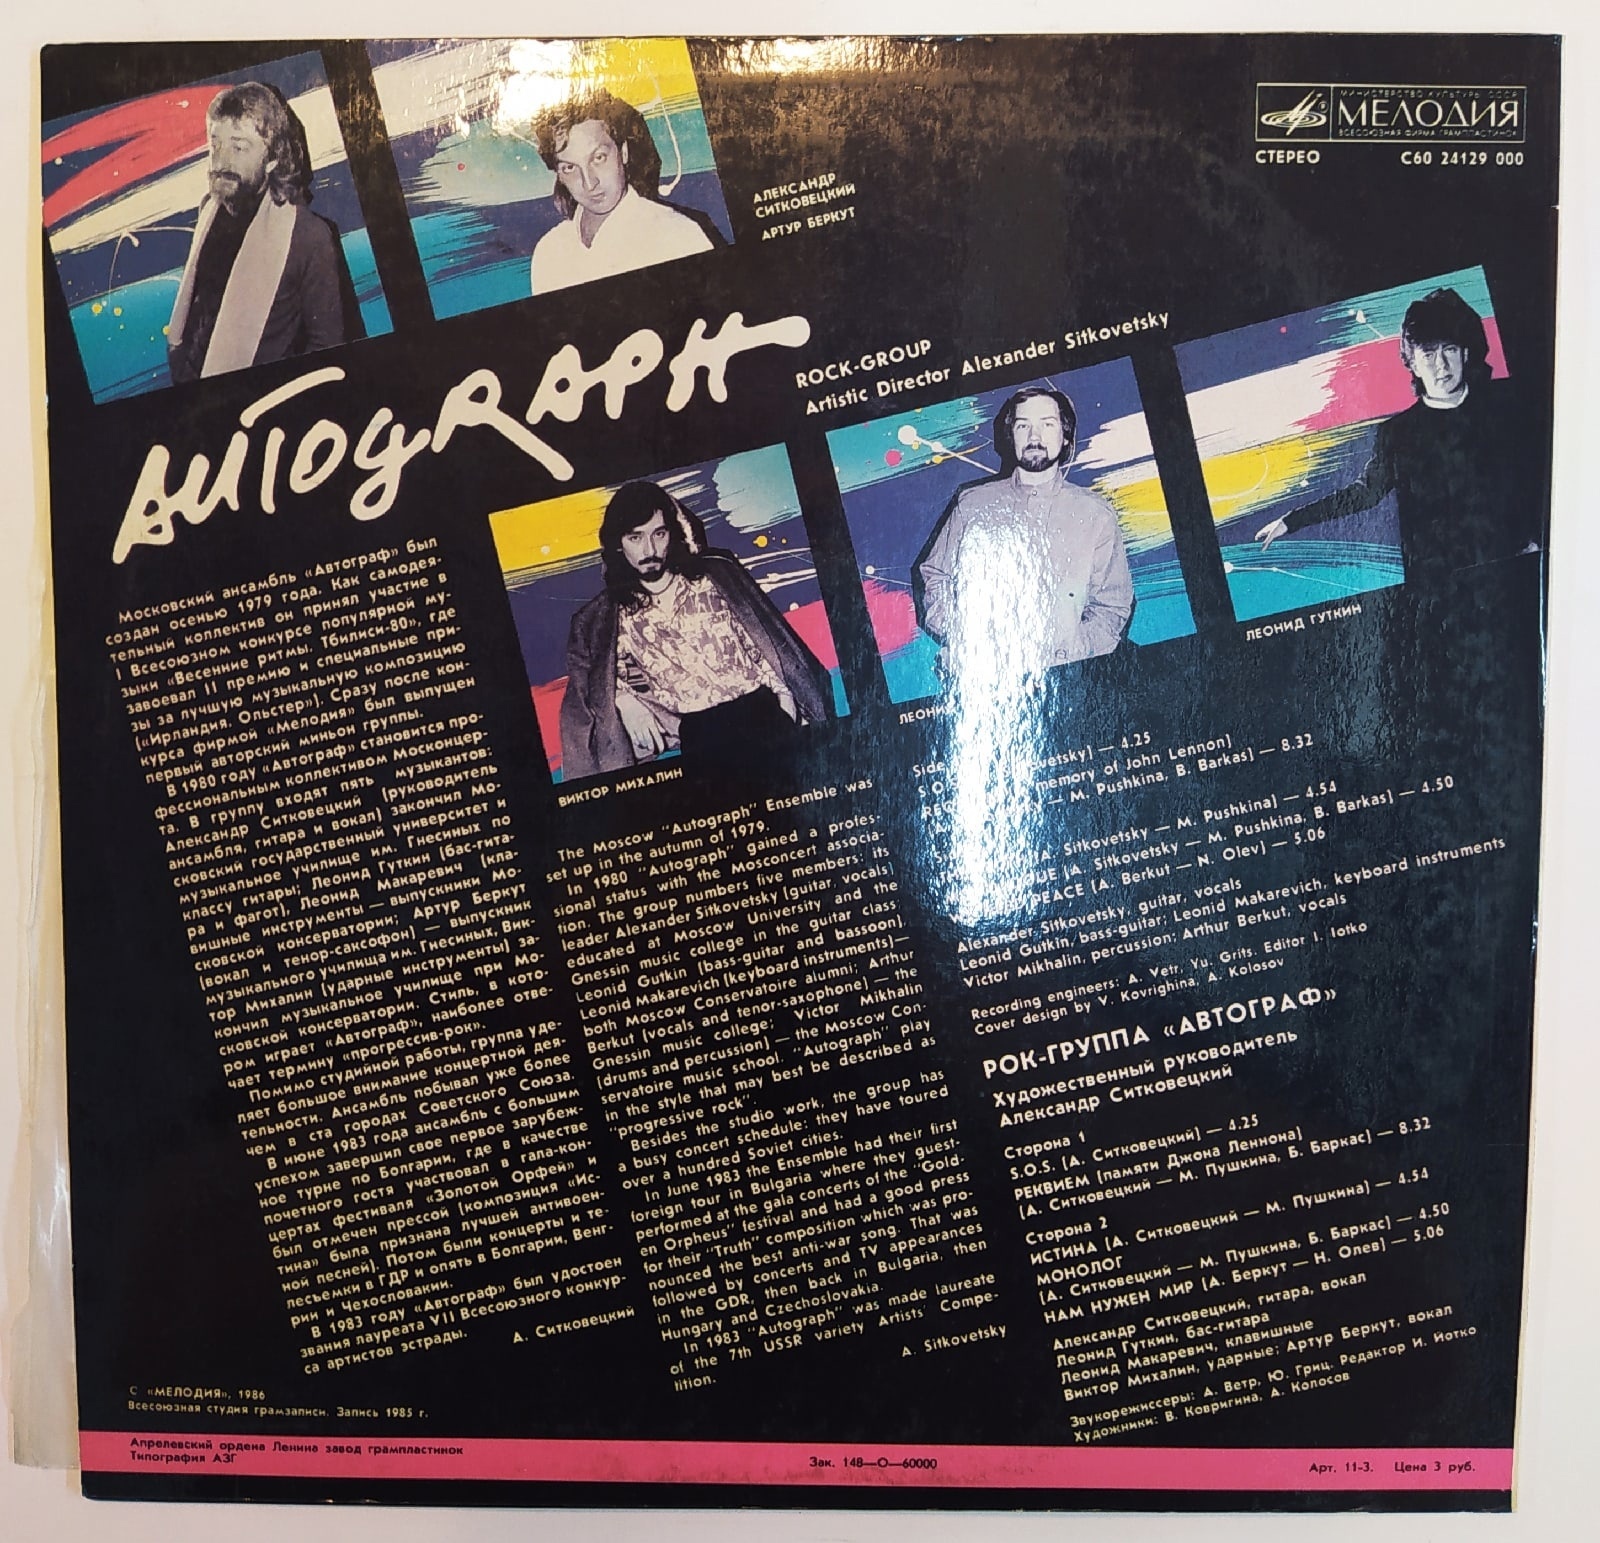 МИНИСТЕРСТВО КУЛЬТУРЫ СССР
МЕЛОДИЯ
ВСЕСОЮЗНАЯ ФИРМА ГРАМПЛАСТИНОК
СТЕРЕО С60 24129 000
АЛЕКСАНДР
СИТКОВЕЦКИЙ
АРТУР БЕРКУТ
AUTOGRAPH
ROCK-GROUP
Artistic Director Alexander Sitkovetsky
ЛЕОНИД ГУТКИН
ВИКТОР МИХАЛИН
Московский ансамбль «Автограф» был
создан осенью 1979 года. Как самодея-
тельный коллектив он принял участие в
I Всесоюзном конкурсе популярной му-
зыки «Весенние ритмы. Тбилиси-80», где
завоевал II премию и специальные при-
зы за лучшую музыкальную композицию
(«Ирландия. Ольстер»). Сразу после кон-
курса фирмой «Мелодия» был выпущен
первый авторский миньон группы.
В 1980 году «Автограф» становится про-
фессиональным коллективом Москонцер-
та. В группу входят пять музыкантов:
Александр Ситковецкий (руководитель
ансамбля, гитара и вокал) закончил Мо-
сковский государственный университет и
музыкальное училище им. Гнесиных по
классу гитары; Леонид Гуткин (бас-гита-
ра и фагот), Леонид Макаревич (кла-
вишные инструменты — выпускники Мо-
сковской консерватории; Артур Беркут
(вокал и тенор-саксофон) — выпускник
музыкального училища им. Гнесиных, Вик-
тор Михалин (ударные инструменты) за-
кончил музыкальное училище при Мо-
сковской консерватории. Стиль, в кото-
ром играет «Автограф», наиболее отве-
чает термину «прогрессив-рок».
Помимо студийной работы, группа уде-
ляет большое внимание концертной дея-
тельности. Ансамбль побывал уже более
чем в ста городах Советского Союза.
В июне 1983 года ансамбль с большим
успехом завершил свое первое зарубеж-
ное турне по Болгарии, где в качестве
почетного гостя участвовал в гала-кон-
цертах фестиваля «Золотой Орфей» и
был отмечен прессой (композиция «Ис-
тина» была признана лучшей антивоен-
ной песней). Потом были концерты и те-
лесъемки в ГДР и опять в Болгарии, Венг-
рии и Чехословакии.
В 1983 году «Автограф» был удостоен
звания лауреата VII Всесоюзного конкур-
са артистов эстрады.
А. Ситковецкий
The Moscow "Autograph" Ensemble was
set up in the autumn of 1979.
In 1980 "Autograph" gained a profes-
sional status with the Mosconcert associa-
tion. The group numbers five members: its
leader Alexander Sitkovetsky (guitar, vocals)
educated at Moscow University and the
Gnessin music college in the guitar class;
Leonid Gutkin (bass-guitar and bassoon),
Leonid Makarevich (keyboard instruments)—
both Moscow Conservatoire alumni; Arthur
Berkut (vocals and tenor-saxophone) — the
Gnessin music college; Victor Mikhalin
(drums and percussion) — the Moscow Con-
servatoire music school. "Autograph" play
in the style that may best be described as
"progressive rock".
Besides the studio work, the group has
a busy concert schedule: they have toured
over a hundred Soviet cities.
In June 1983 the Ensemble had their first
foreign tour in Bulgaria where they guest-
performed at the gala concerts of the "Gold-
en Orpheus" festival and had a good press
for their "Truth" composition which was pro-
nounced the best anti-war song. That was
followed by concerts and TV appearances
in the GDR, then back in Bulgaria, then
Hungary and Czechoslovakia.
In 1983 "Autograph" was made laureate
of the 7th USSR variety Artists' Compe-
tition.
A. Sitkovetsky
Side
— 4.25
memory of John Lennon)
— M. Pushkina, B. Barkas) — 8.32
Sitkovetsky — M. Pushkina) — 4.54
(A. Sitkovetsky — M. Pushkina, B. Barkas) — 4.50
PEACE (A. Berkut — N. Olev) — 5.06
Alexander Sitkovetsky, guitar, vocals
Leonid Gutkin, bass-guitar; Leonid Makarevich, keyboard instruments
Victor Mikhalin, percussion; Arthur Berkut, vocals
Recording engineers: A. Vetr, Yu. Grits. Editor I. Iotko
Cover design by V. Kovrighina, A. Kolosov
РОК-ГРУППА «АВТОГРАФ»
Художественный руководитель
Александр Ситковецкий
Сторона 1
S.O.S. (А. Ситковецкий) — 4.25
РЕКВИЕМ (памяти Джона Леннона)
(А. Ситковецкий — М. Пушкина, Б. Баркас) — 8.32
Сторона 2
ИСТИНА (А. Ситковецкий — М. Пушкина) — 4.54
МОНОЛОГ
(А. Ситковецкий — М. Пушкина, Б. Баркас) — 4.50
НАМ НУЖЕН МИР (А. Беркут — Н. Олев) — 5.06
Александр Ситковецкий, гитара, вокал
Леонид Гуткин, бас-гитара
Леонид Макаревич, клавишные
Виктор Михалин, ударные; Артур Беркут, вокал
Звукорежиссеры: А. Ветр, Ю. Гриц. Редактор И. Йотко
Художники: В. Ковригина, А. Колосов
С «МЕЛОДИЯ», 1986
Всесоюзная студия грамзаписи. Запись 1985 г.
Апрелевский ордена Ленина завод грампластинок
Типография АЗГ
Зак. 148—О—60000
Арт. 11-3. Цена 3 руб.